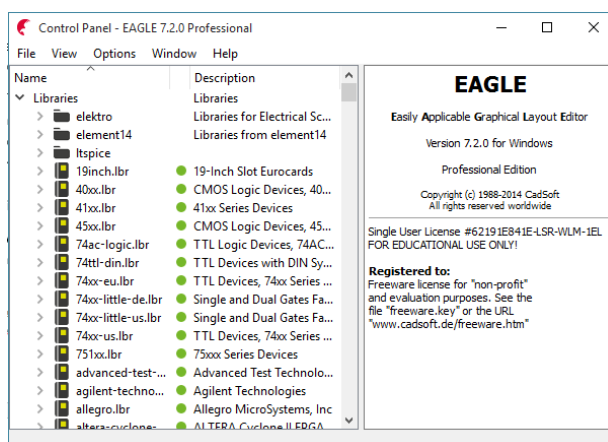 Control Panel - EAGLE 7.2.0 Professional
File View Options Window Help
Name Description
Libraries Libraries
elektro Libraries for Electrical Sc...
element14 Libraries from element14
ltspice
19inch.lbr 19-Inch Slot Eurocards
40xx.lbr CMOS Logic Devices, 40...
41xx.lbr 41xx Series Devices
45xx.lbr CMOS Logic Devices, 45...
74ac-logic.lbr TTL Logic Devices, 74AC...
74ttl-din.lbr TTL Devices with DIN Sy...
74xx-eu.lbr TTL Devices, 74xx Series ...
74xx-little-de.lbr Single and Dual Gates Fa...
74xx-little-us.lbr Single and Dual Gates Fa...
74xx-us.lbr TTL Devices, 74xx Series ...
751xx.lbr 75xxx Series Devices
advanced-test-... Advanced Test Technolo...
agilent-techno... Agilent Technologies
allegro.lbr Allegro MicroSystems, Inc
altera-cyclone-... ALTERA Cyclone II FPGA
EAGLE
Easily Applicable Graphical Layout Editor
Version 7.2.0 for Windows
Professional Edition
Copyright (c) 1988-2014 CadSoft
All rights reserved worldwide
Single User License #62191E841E-LSR-WLM-1EL
FOR EDUCATIONAL USE ONLY!
Registered to:
Freeware license for "non-profit"
and evaluation purposes. See the
file "freeware.key" or the URL
"www.cadsoft.de/freeware.htm"